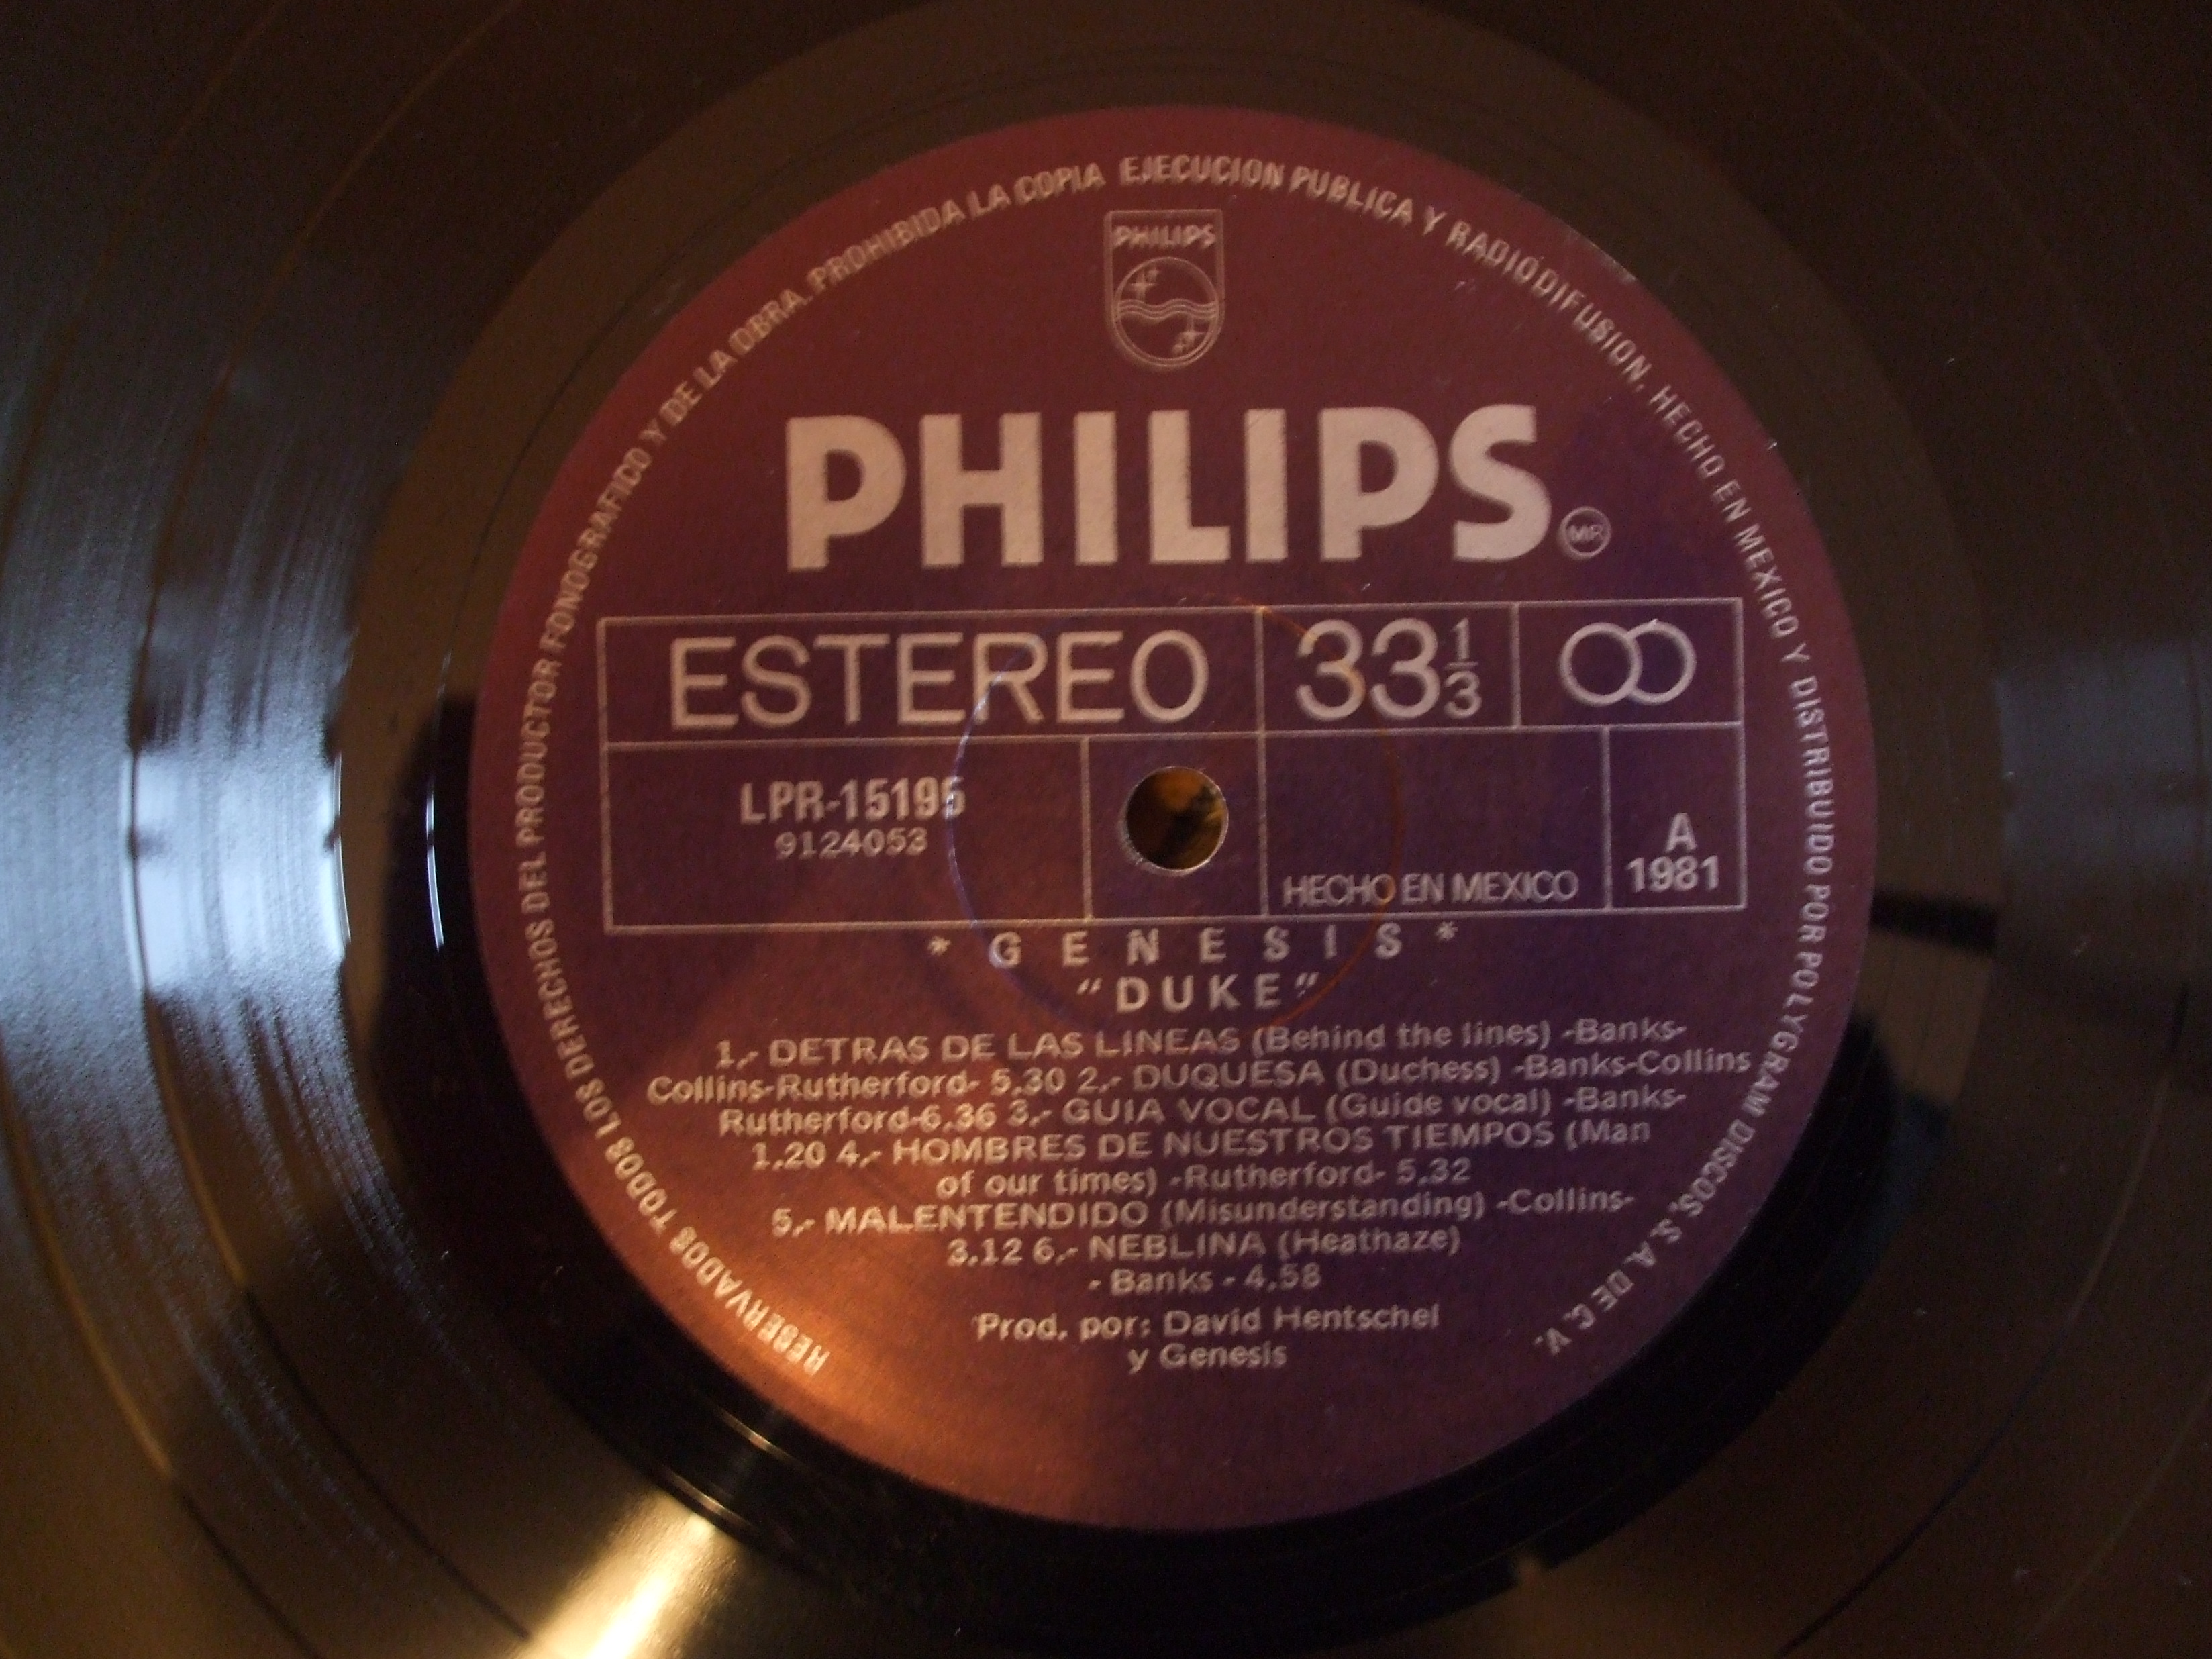 RESERVADOS TODOS LOS DERECHOS DEL PRODUCTOR FONOGRAFICO Y DE LA OBRA. PROHIBIDA LA COPIA EJECUCION PUBLICA Y RADIODIFUSION. HECHO EN MEXICO Y DISTRIBUIDO POR POLYGRAM DISCOS, S. A. DE C. V.
PHILIPS
PHILIPS MR
ESTEREO 33 1/3
LPR-15195
9124053
HECHO EN MEXICO
A
1981
* G E N E S I S *
"DUKE"
1.- DETRAS DE LAS LINEAS (Behind the lines) -Banks-
Collins-Rutherford- 5.30 2.- DUQUESA (Duchess) -Banks-Collins
Rutherford-6.36 3.- GUIA VOCAL (Guide vocal) -Banks-
1.20 4.- HOMBRES DE NUESTROS TIEMPOS (Man
of our times) -Rutherford- 5.32
5.- MALENTENDIDO (Misunderstanding) -Collins-
3.12 6.- NEBLINA (Heathaze)
- Banks - 4.58
Prod. por: David Hentschel
y Genesis